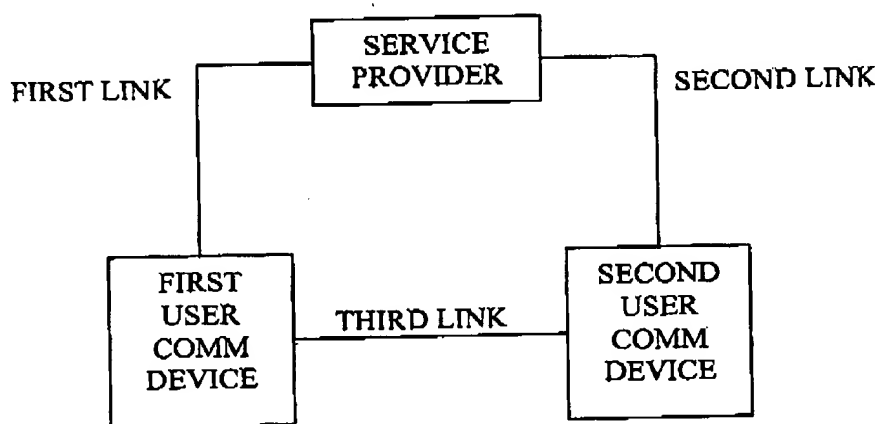 SERVICE
PROVIDER
FIRST LINK
SECOND LINK
FIRST
USER
COMM
DEVICE
THIRD LINK
SECOND
USER
COMM
DEVICE